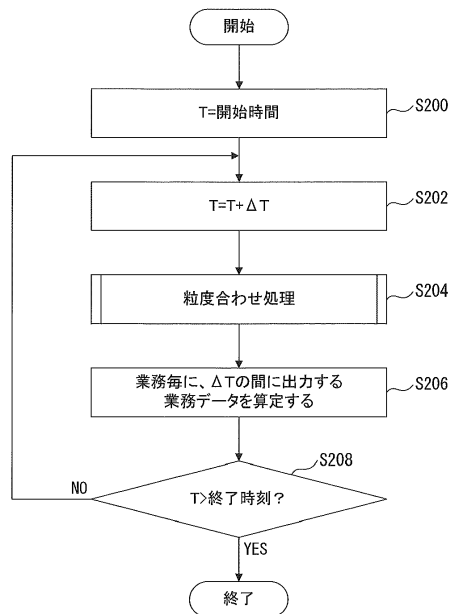 開始
T=開始時間
S200
T=T+ΔT
S202
粒度合わせ処理
S204
業務毎に、ΔTの間に出力する
業務データを算定する
S206
S208
T>終了時刻？
NO
YES
終了